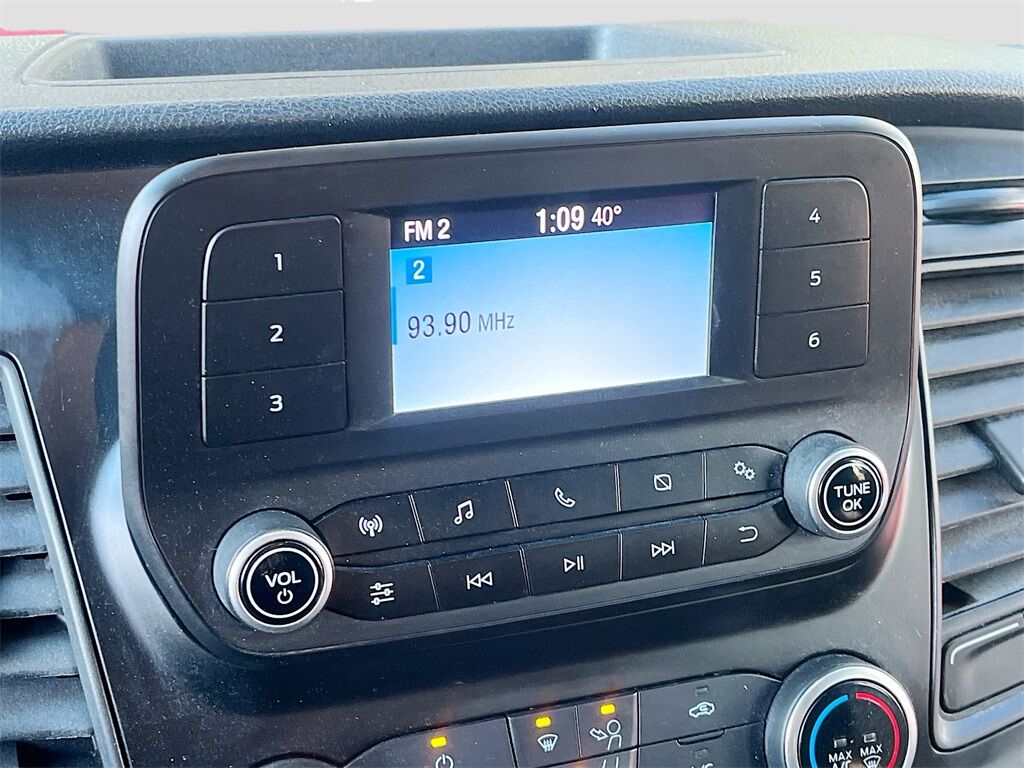 FM 2 1:09 40°
2
93.90 MHz
1
2
3
4
5
6
TUNE
OK
VOL
MAX
A/C
MAX